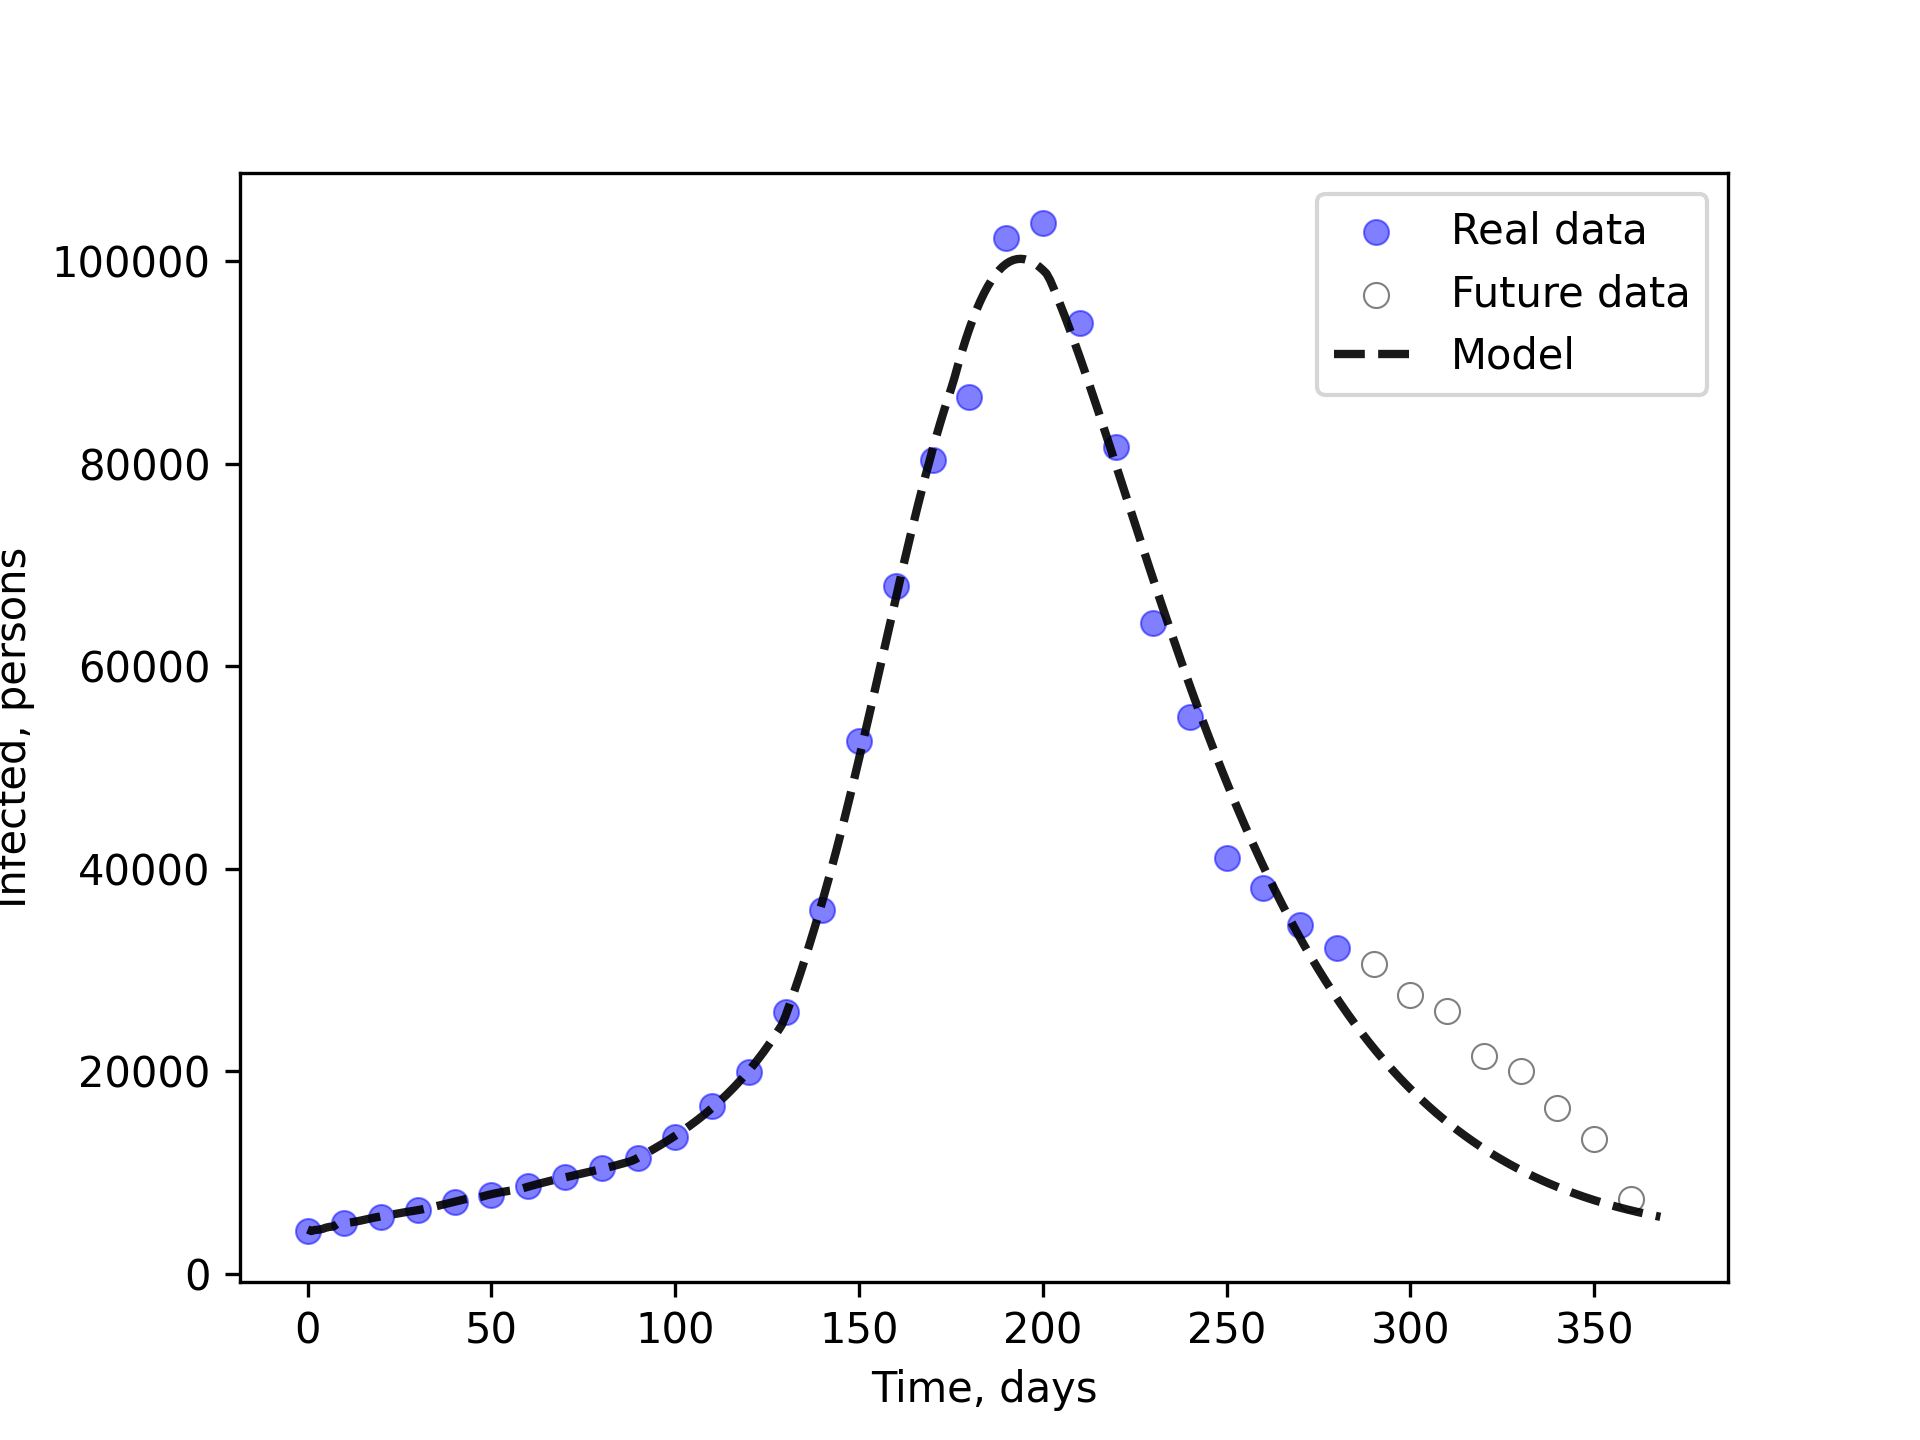 Real data
Future data
Model
100000
80000
60000
40000
20000
0
Infected, persons
0 50 100 150 200 250 300 350
Time, days